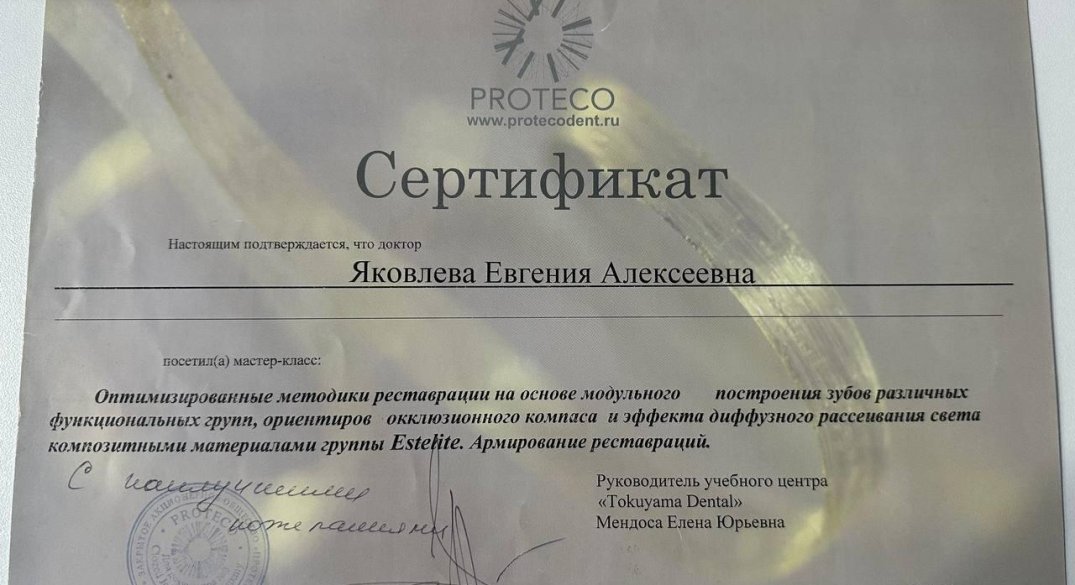 PROTECO
www.protecodent.ru
Сертификат
Настоящим подтверждается, что доктор
Яковлева Евгения Алексеевна
посетил(а) мастер-класс:
Оптимизированные методики реставрации на основе модульного построения зубов различных
функциональных групп, ориентиров окклюзионного компаса и эффекта диффузного рассеивания света
композитными материалами группы Estelite. Армирование реставраций.
С наилучшими
пожеланиями
Руководитель учебного центра
«Tokuyama Dental»
Мендоса Елена Юрьевна
ЗАКРЫТОЕ АКЦИОНЕРНОЕ
PROTECO